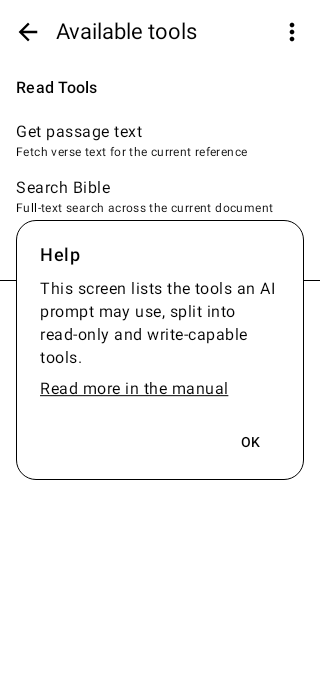 Available tools
Read Tools
Get passage text
Fetch verse text for the current reference
Search Bible
Full-text search across the current document
Help
This screen lists the tools an AI
prompt may use, split into
read-only and write-capable
tools.
Read more in the manual
OK